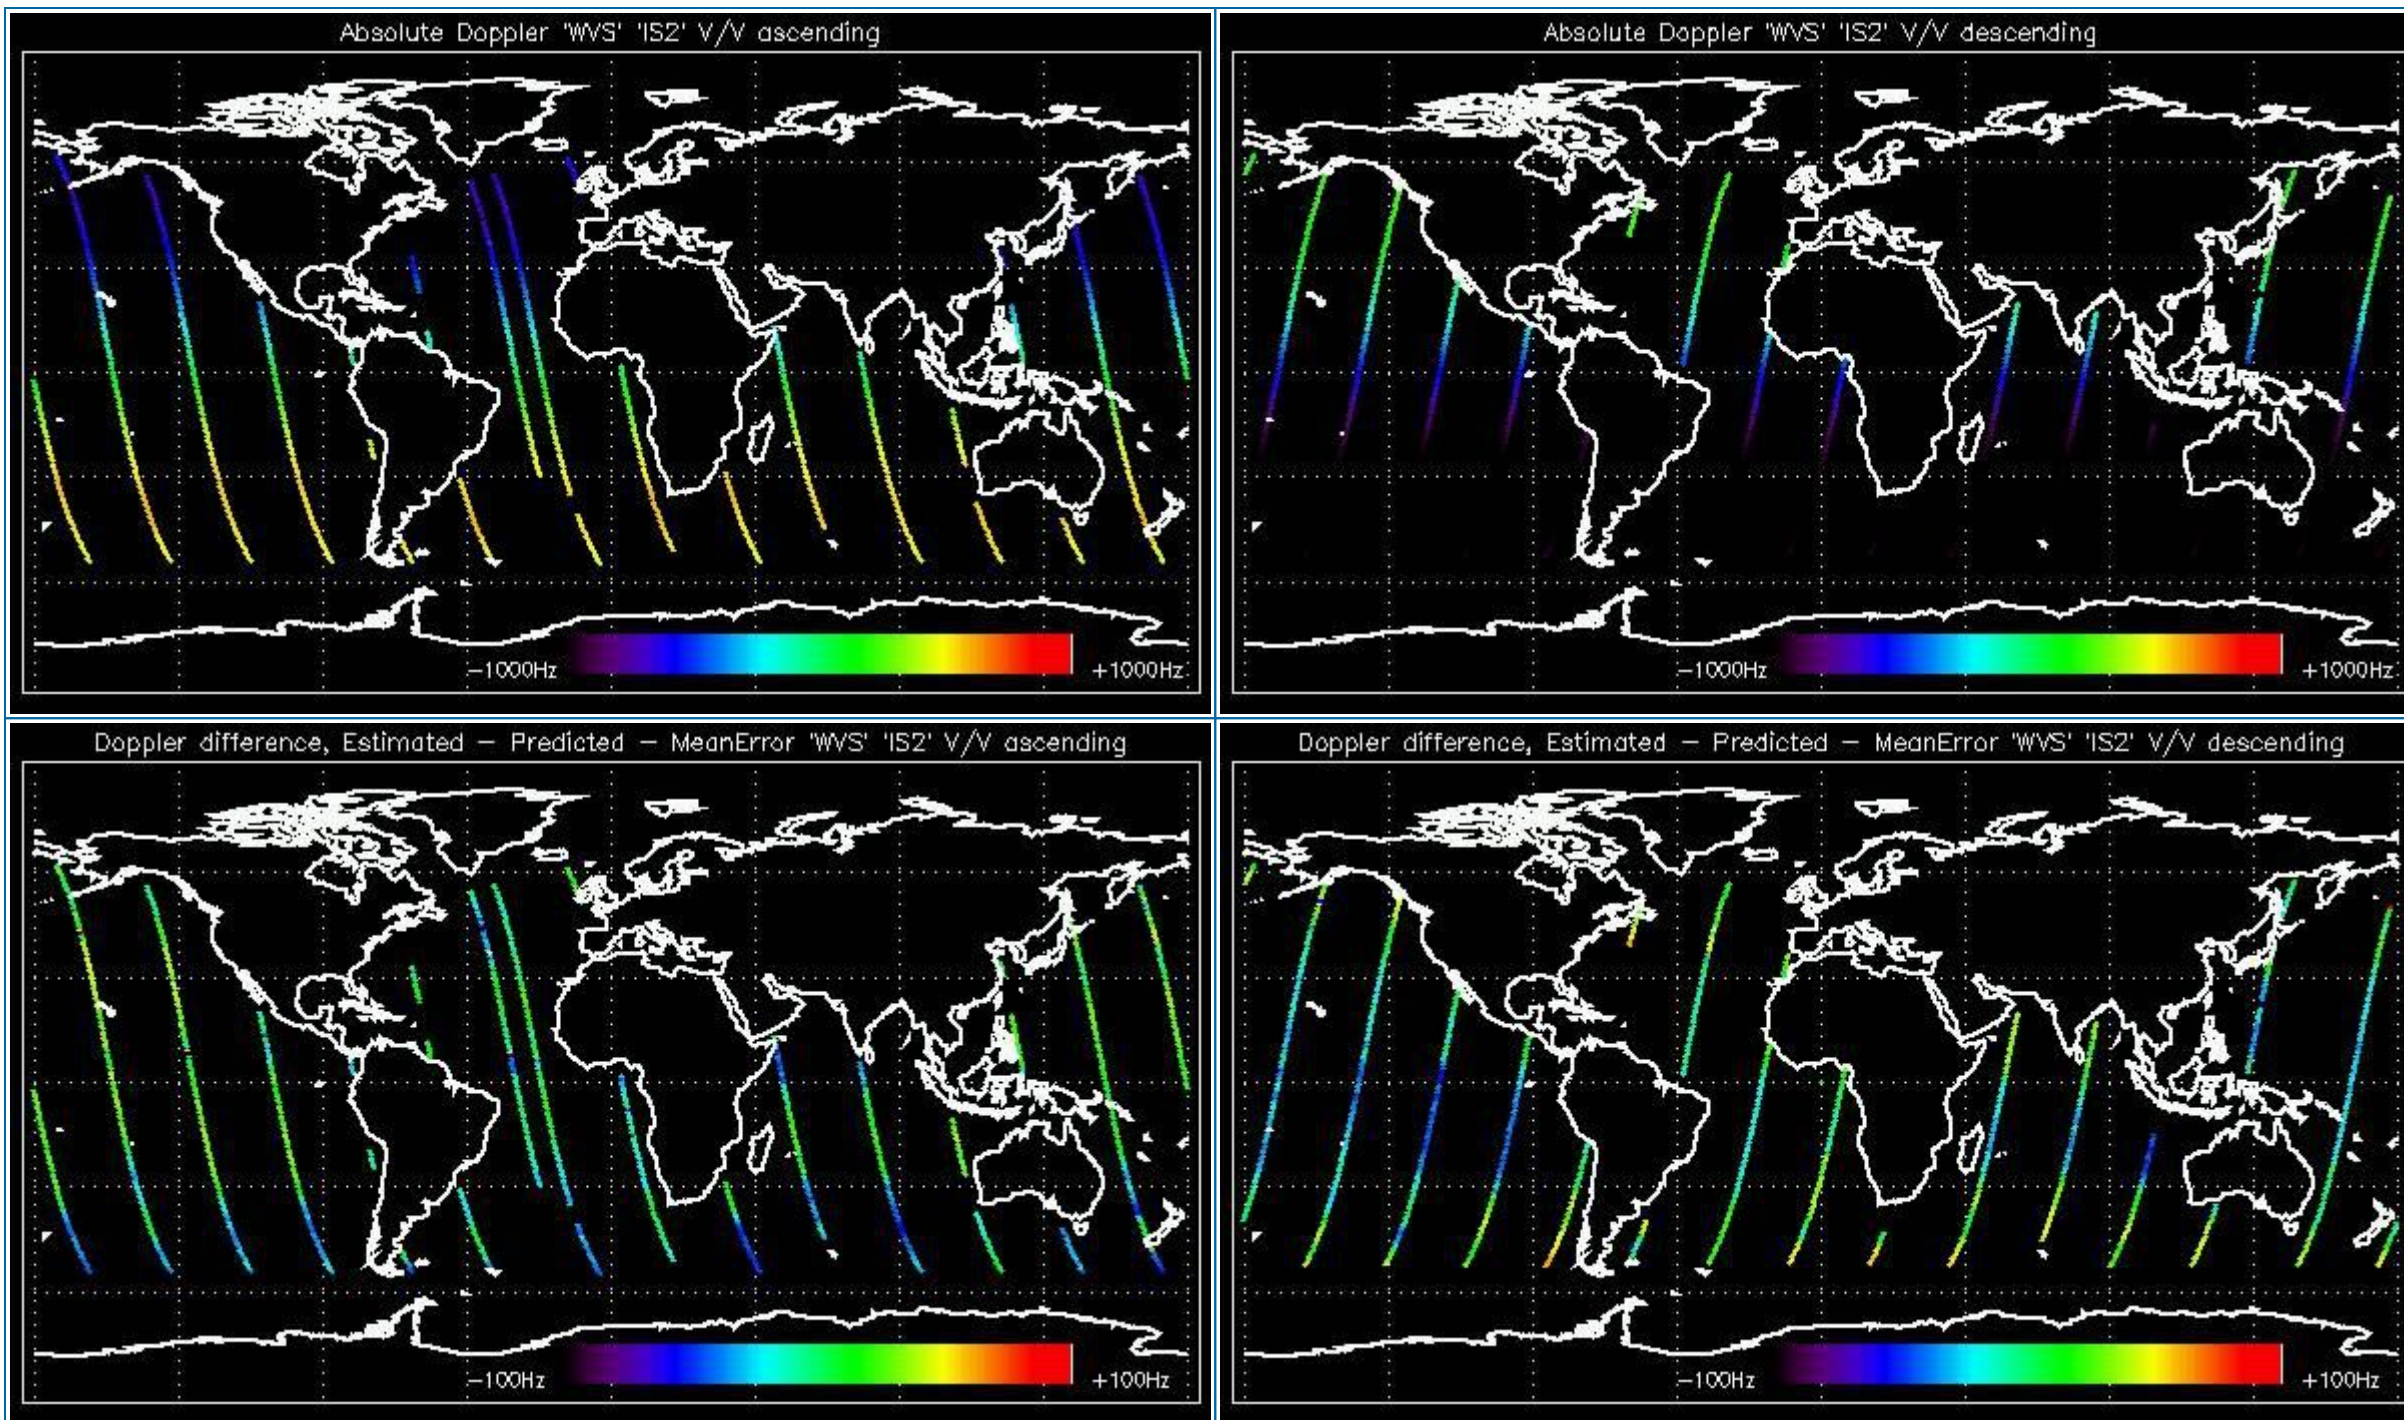 Absolute Doppler 'WVS' 'IS2' V/V ascending
-1000Hz
+1000Hz
Absolute Doppler 'WVS' 'IS2' V/V descending
-1000Hz
+1000Hz
Doppler difference, Estimated - Predicted - MeanError 'WVS' 'IS2' V/V ascending
-100Hz
+100Hz
Doppler difference, Estimated - Predicted - MeanError 'WVS' 'IS2' V/V descending
-100Hz
+100Hz